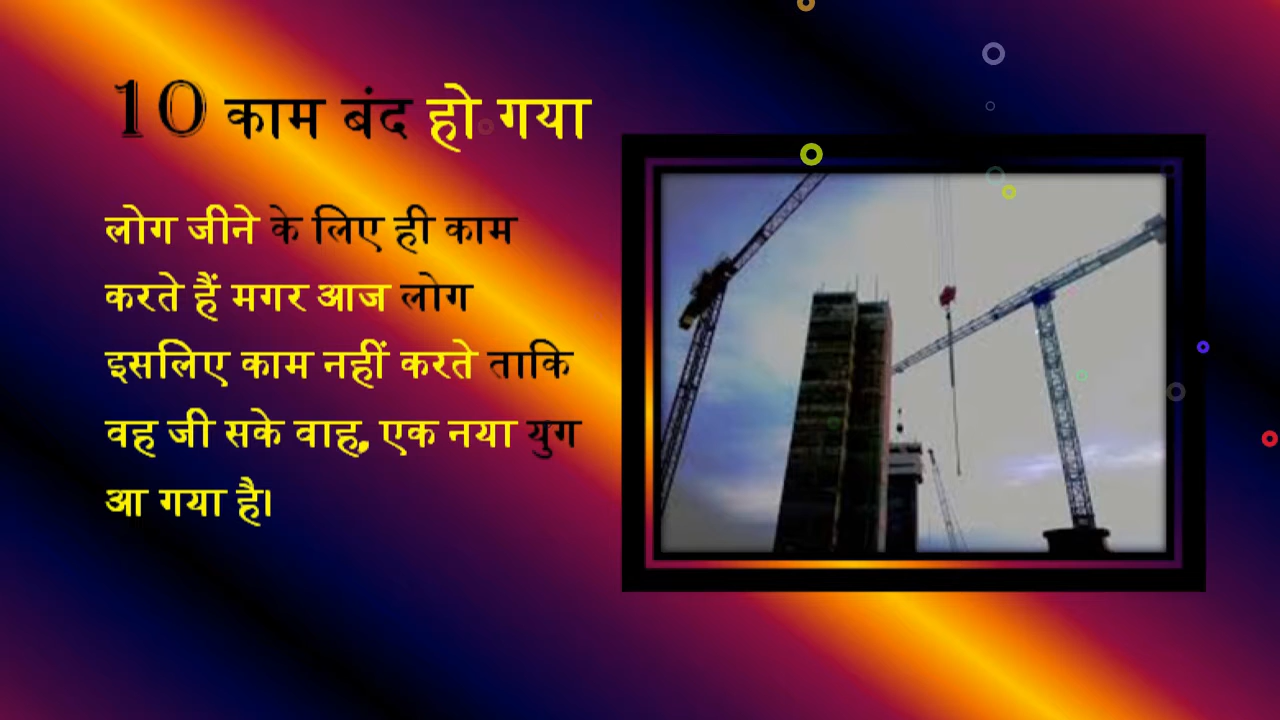 10 काम बंद हो गया
लोग जीने के लिए ही काम
करते हैं मगर आज लोग
इसलिए काम नहीं करते ताकि
वह जी सके वाह, एक नया युग
आ गया है।